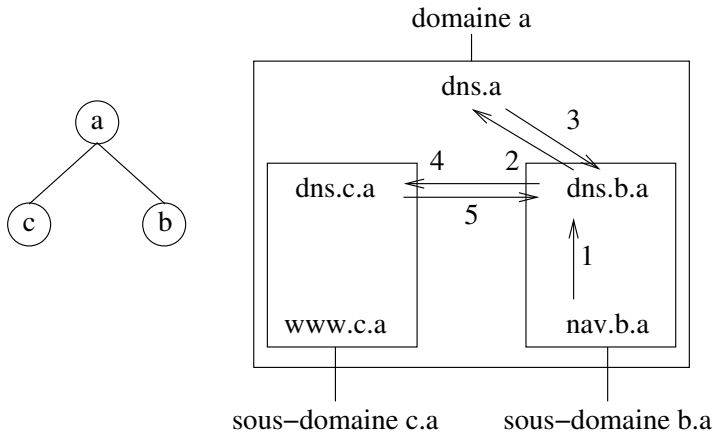 domaine a
dns.a
a
3
4
2
dns.c.a
dns.b.a
5
c
b
1
www.c.a
nav.b.a
sous-domaine c.a
sous-domaine b.a